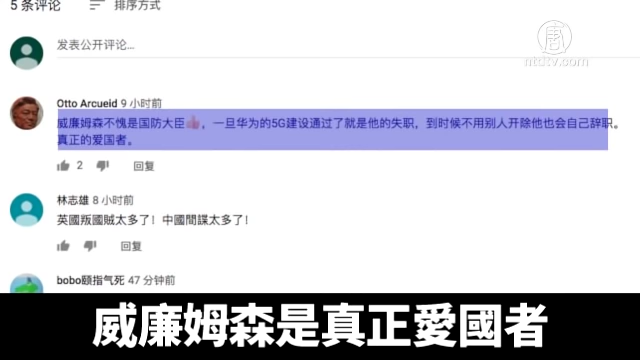 5 条评论
排序方式
唐
ntdtv.com
发表公开评论...
Otto Arcueid 9 小时前
威廉姆森不愧是国防大臣👍，一旦华为的5G建设通过了就是他的失职，到时候不用别人开除他也会自己辞职。
真正的爱国者。
2
回复
林志雄 8 小时前
英國叛國賊太多了！中國間諜太多了！
回复
bobo颐指气死 47 分钟前
威廉姆森是真正愛國者